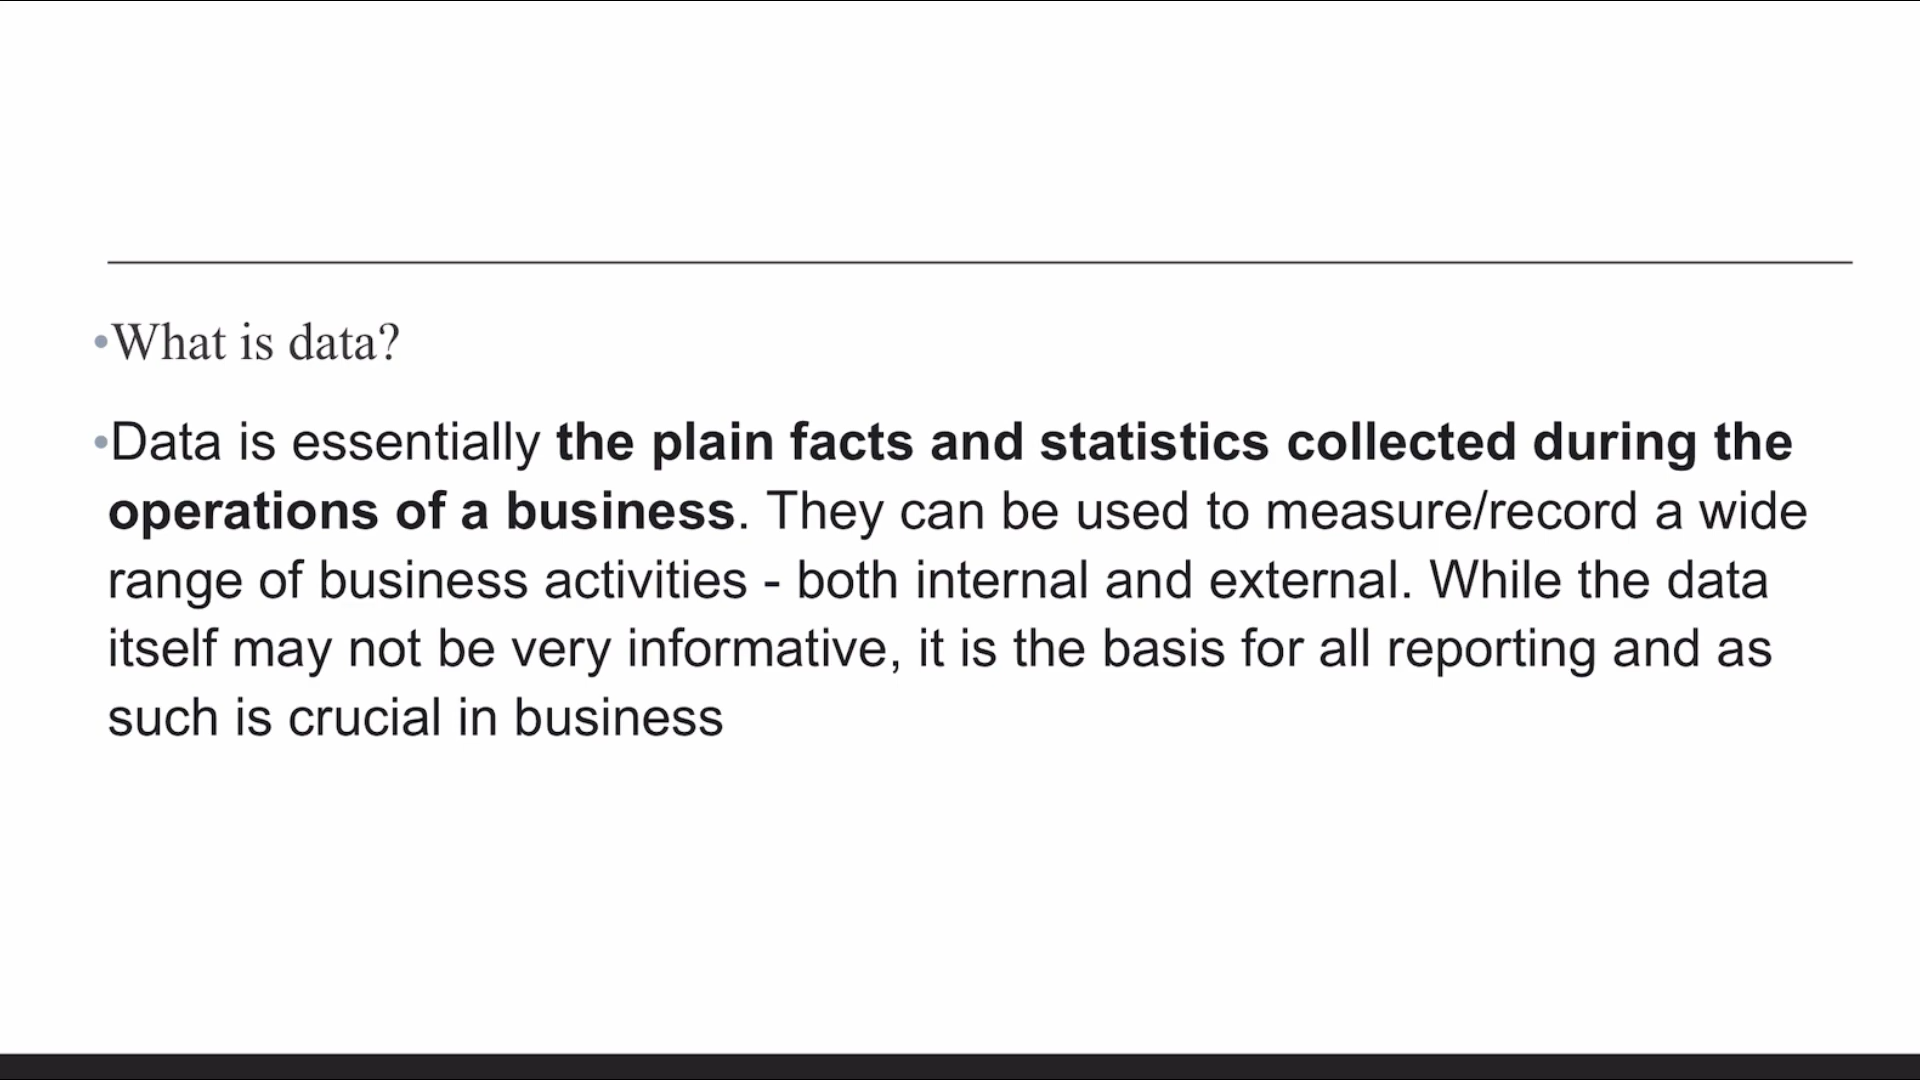 •What is data?
•Data is essentially the plain facts and statistics collected during the
operations of a business. They can be used to measure/record a wide
range of business activities - both internal and external. While the data
itself may not be very informative, it is the basis for all reporting and as
such is crucial in business